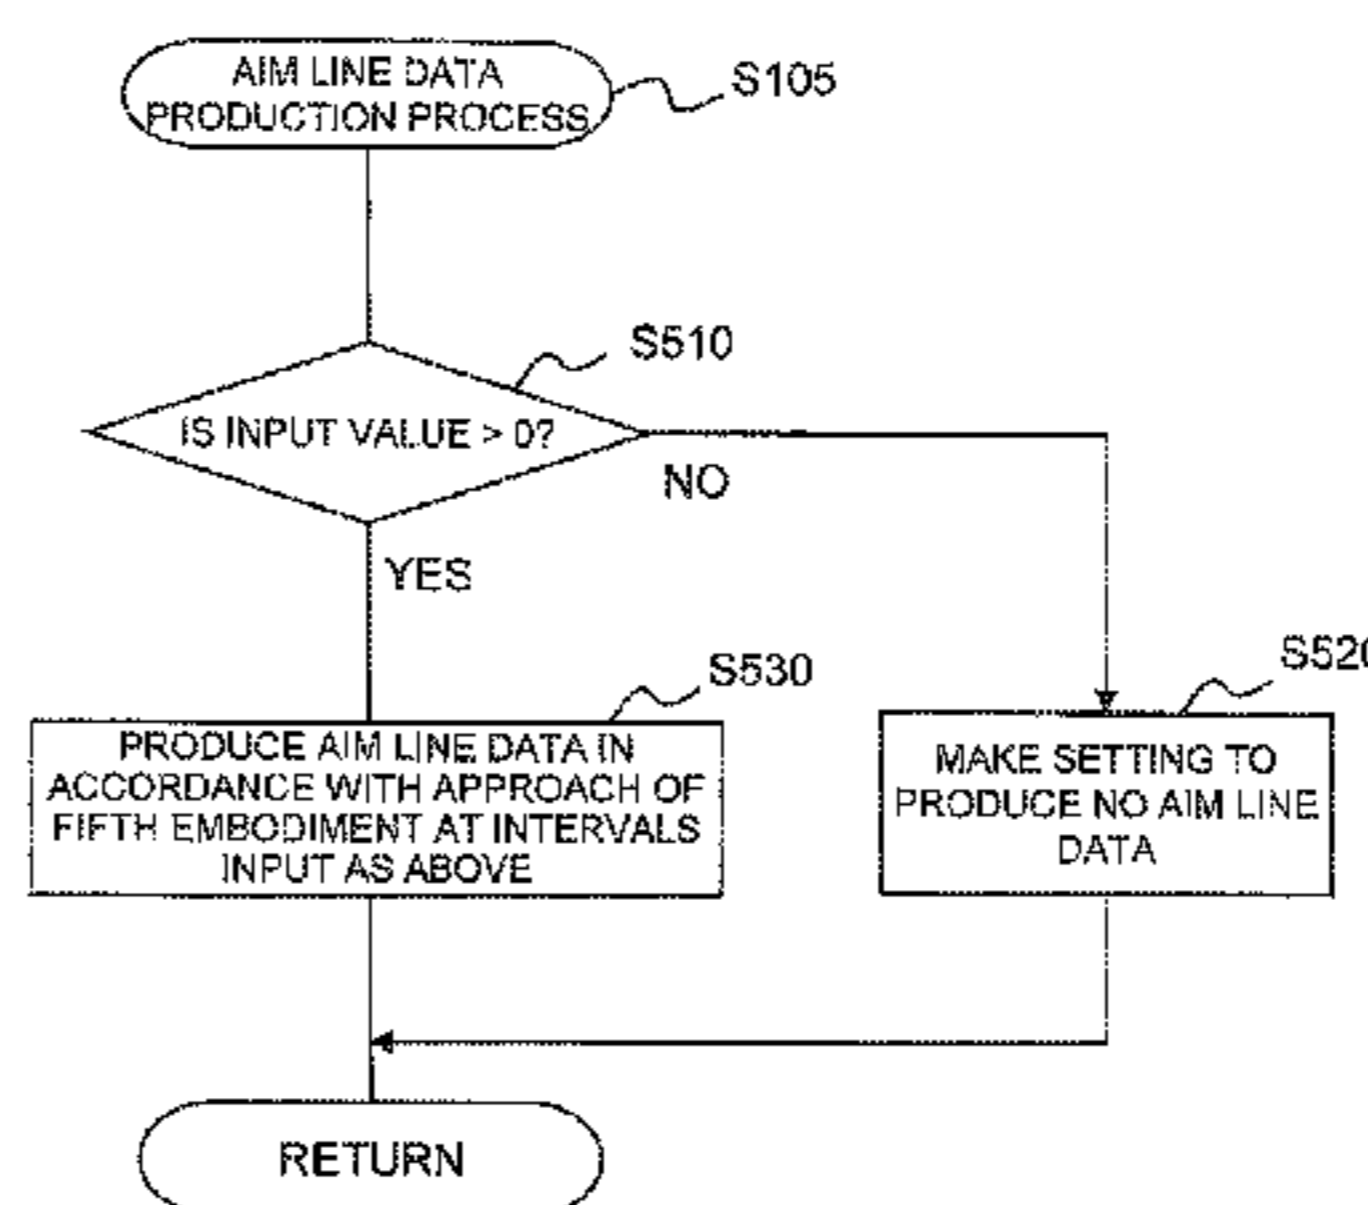 AIM LINE DATA
PRODUCTION PROCESS
S105
S510
IS INPUT VALUE > 0?
NO
YES
S530
PRODUCE AIM LINE DATA IN
ACCORDANCE WITH APPROACH OF
FIFTH EMBODIMENT AT INTERVALS
INPUT AS ABOVE
S520
MAKE SETTING TO
PRODUCE NO AIM LINE
DATA
RETURN